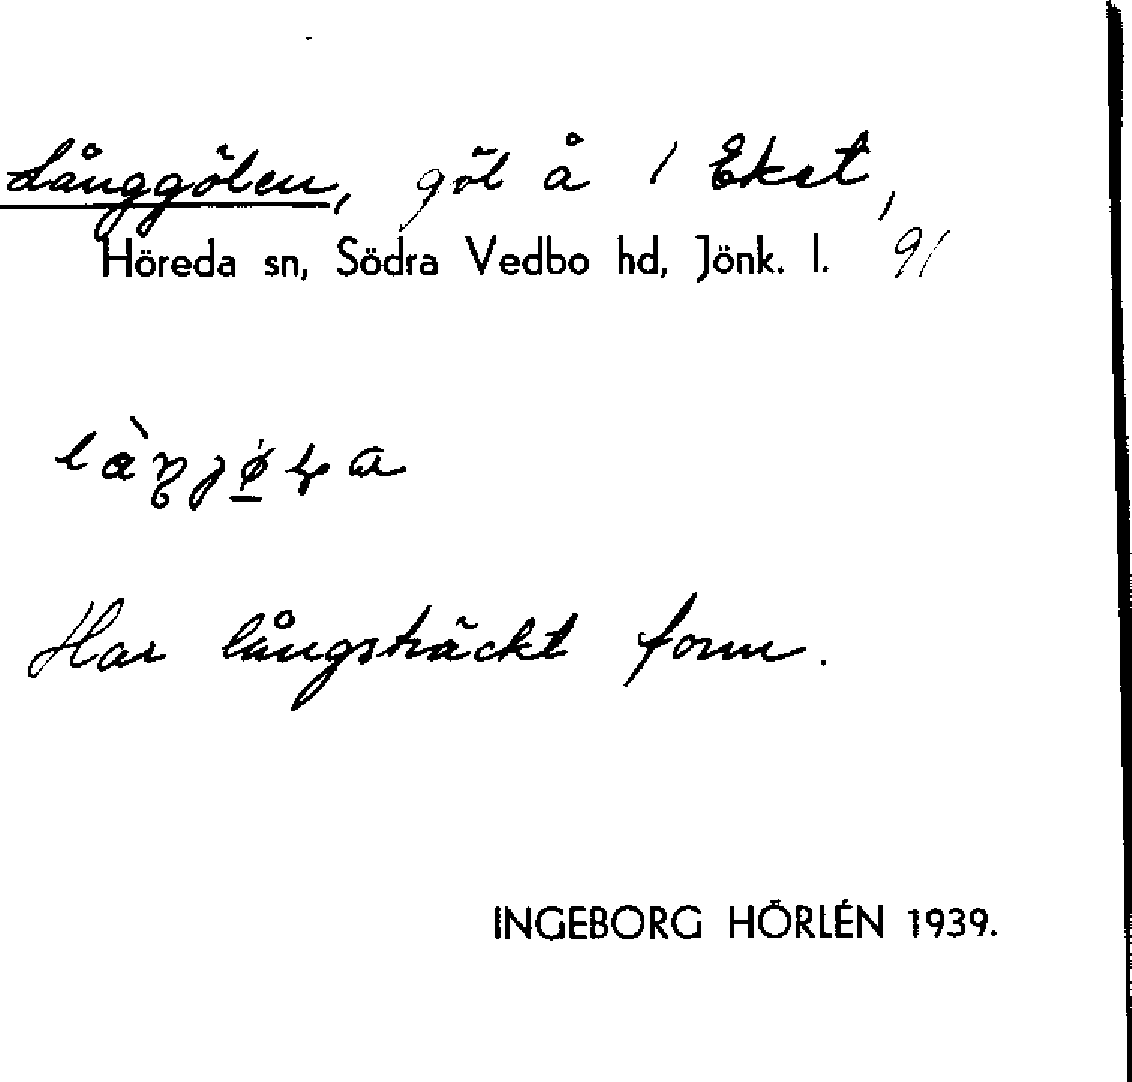 Långgölen, göl å 1 Eket,
Höreda sn, Södra Vedbo hd, Jönk. l. 91
Har långsträckt form.
INGEBORG HÖRLÉN 1939.